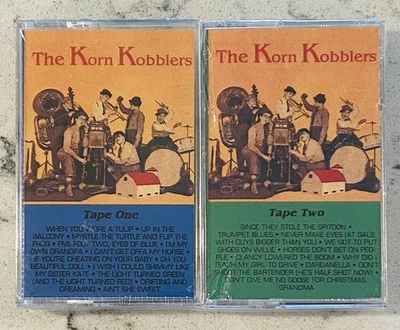 The Korn Kobblers
Tape One
WHEN YOU WORE A TULIP • UP IN THE
BALCONY • MYRTLE THE TURTLE AND FLIP THE
FROG • FIVE FOOT TWO, EYES OF BLUE • I'M MY
OWN GRANDPA • I CAN'T GET OFF A MY HORSE •
IF YOU'RE CHEATING ON YOUR BABY • OH YOU
BEAUTIFUL DOLL • I WISH I COULD SHIMMY LIKE
MY SISTER KATE • THE LIGHT TURNED GREEN
(AND THE LIGHT TURNED RED) • DRIFTING AND
DREAMING • AIN'T SHE SWEET
The Korn Kobblers
Tape Two
SINCE THEY STOLE THE SPITOON •
TRUMPET BLUES • NEVER MAKE EYES (AT GALS
WITH GUYS BIGGER THAN YOU) • WE GOT TO PUT
SHOES ON WILLIE • HORSES DON'T BET ON PEO-
PLE • CLANCY LOWERED THE BOOM • WHY DID I
TEACH MY GIRL TO DRIVE • DARDANELLA • DON'T
SHOOT THE BARTENDER (HE'S HALF SHOT NOW) •
DON'T GIVE ME NO GOOSE FOR CHRISTMAS,
GRANDMA